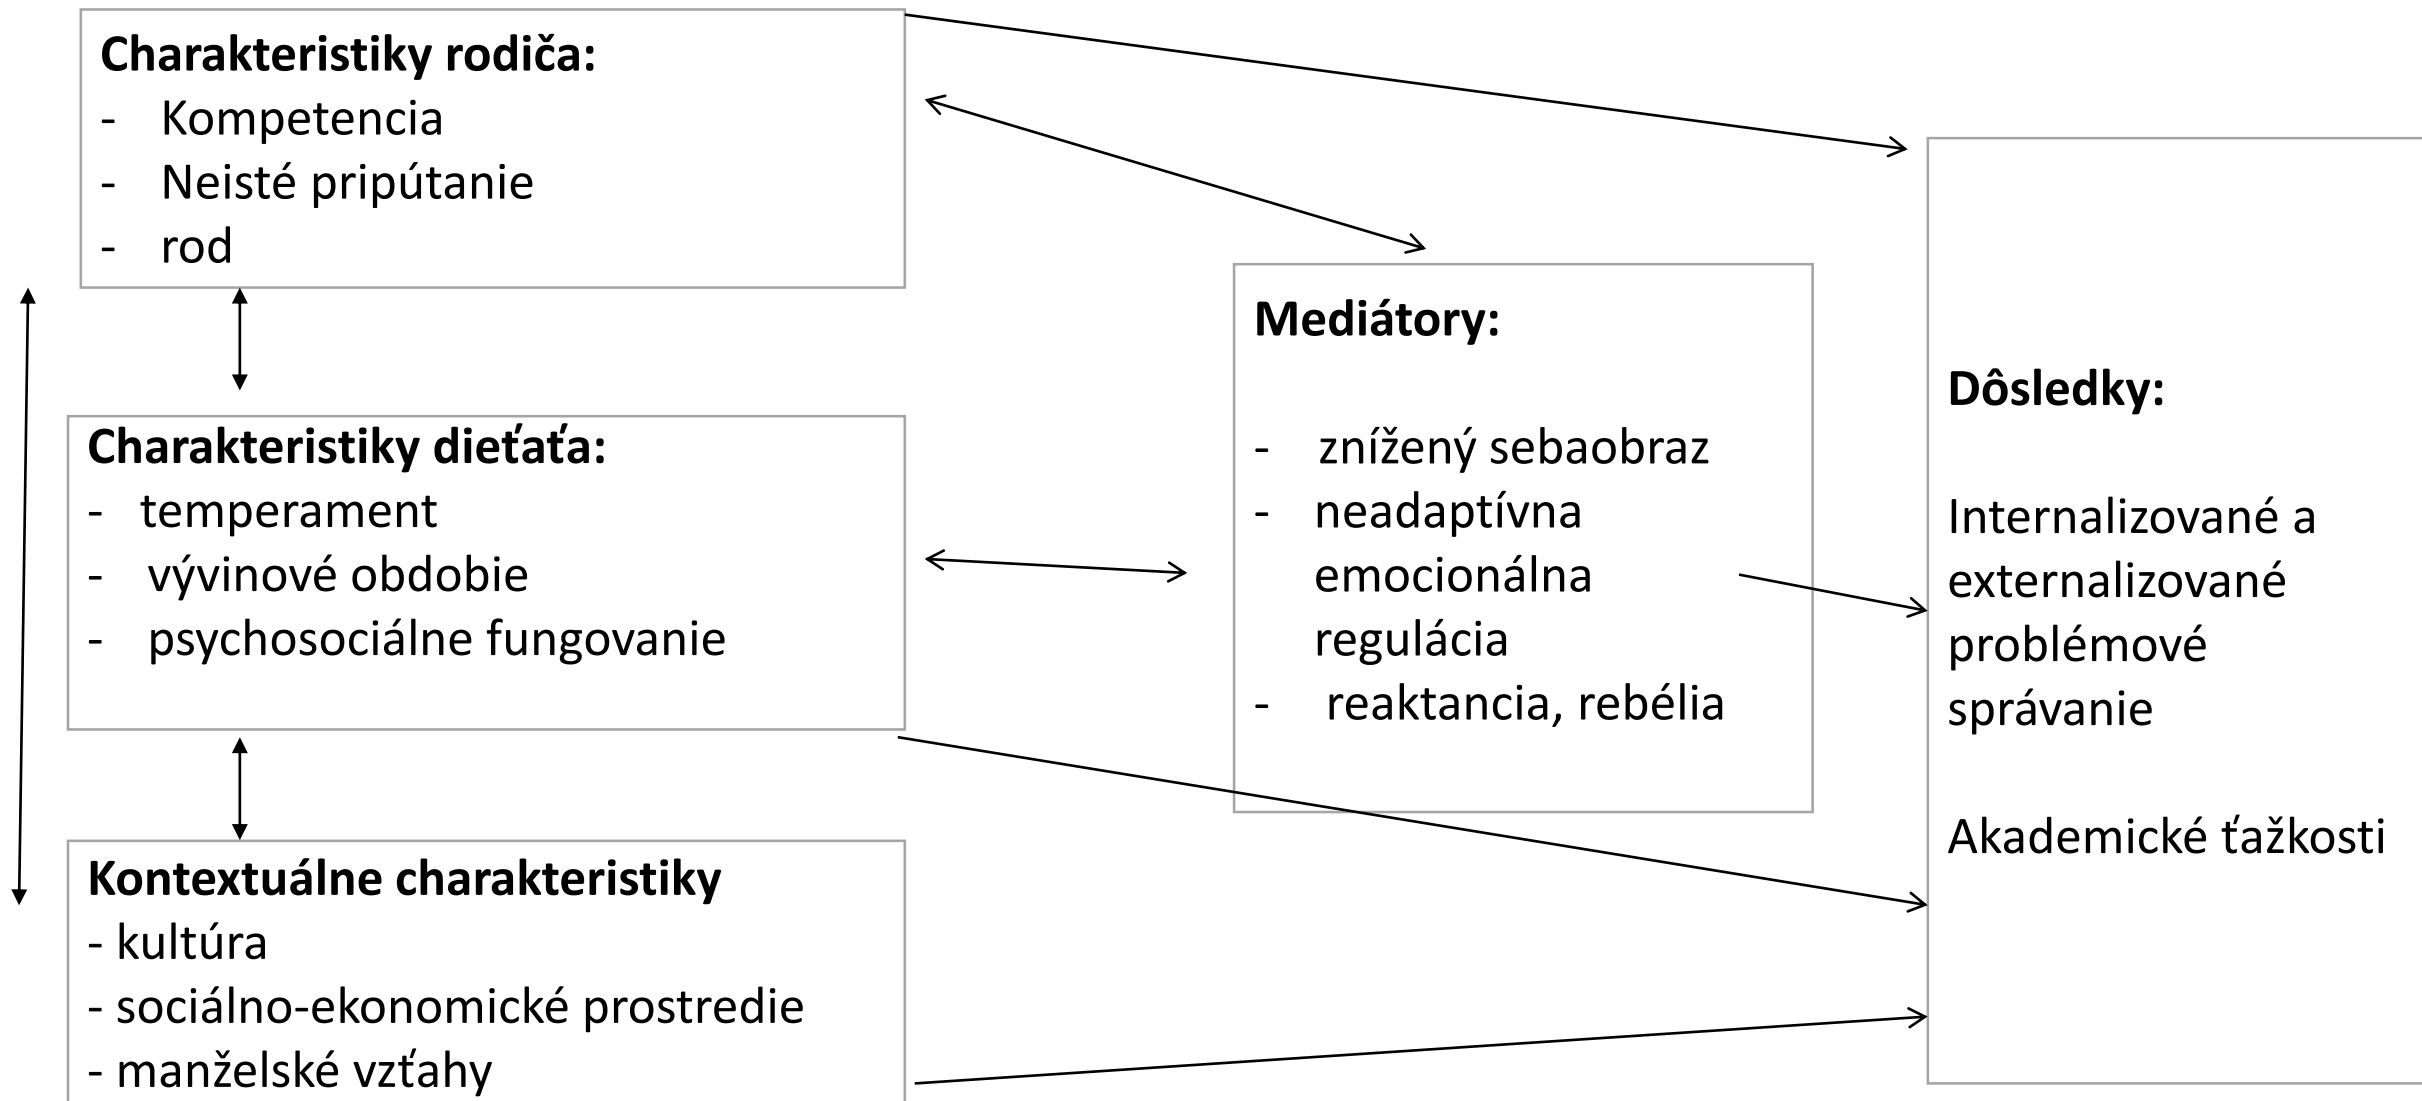 Charakteristiky rodiča:
- Kompetencia
- Neisté pripútanie
- rod
Charakteristiky dieťaťa:
- temperament
- vývinové obdobie
- psychosociálne fungovanie
Kontextuálne charakteristiky
- kultúra
- sociálno-ekonomické prostredie
- manželské vzťahy
Mediátory:
- znížený sebaobraz
- neadaptívna
emocionálna
regulácia
- reaktancia, rebélia
Dôsledky:
Internalizované a
externalizované
problémové
správanie
Akademické ťažkosti